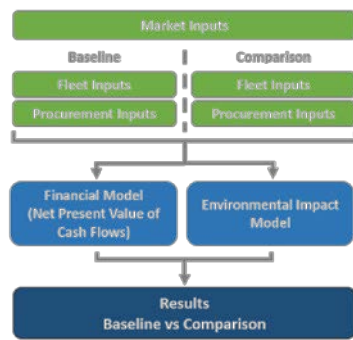 Market Inputs
Baseline
Comparison
Fleet Inputs
Fleet Inputs
Procurement Inputs
Procurement Inputs
Financial Model
(Net Present Value of
Cash Flows)
Environmental Impact
Model
Results
Baseline vs Comparison